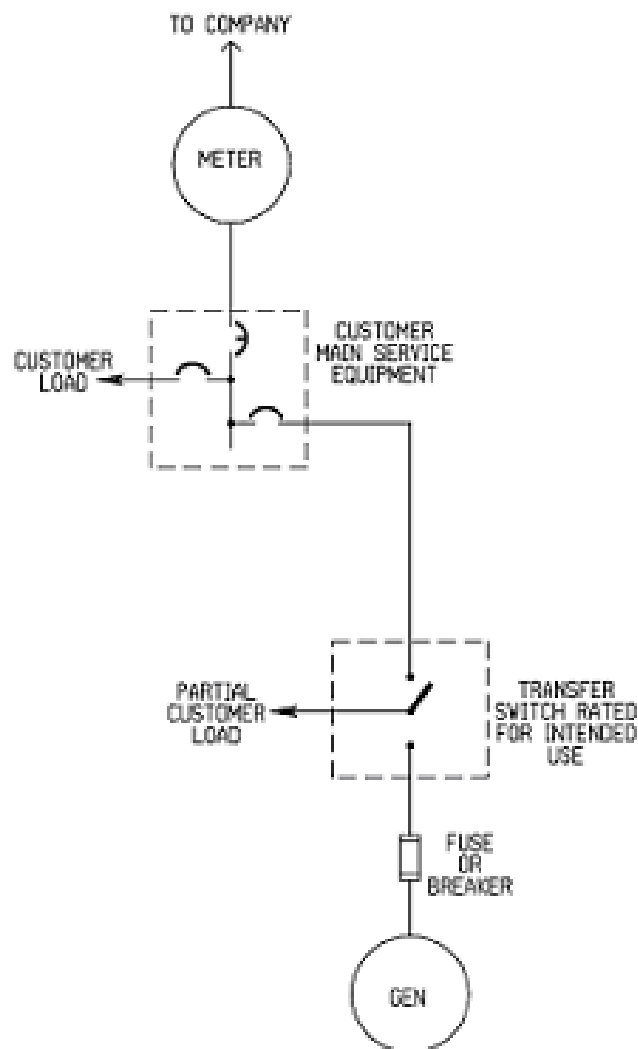 TO COMPANY
METER
CUSTOMER
MAIN SERVICE
EQUIPMENT
CUSTOMER
LOAD
PARTIAL
CUSTOMER
LOAD
TRANSFER
SWITCH RATED
FOR INTENDED
USE
FUSE
OR
BREAKER
GEN